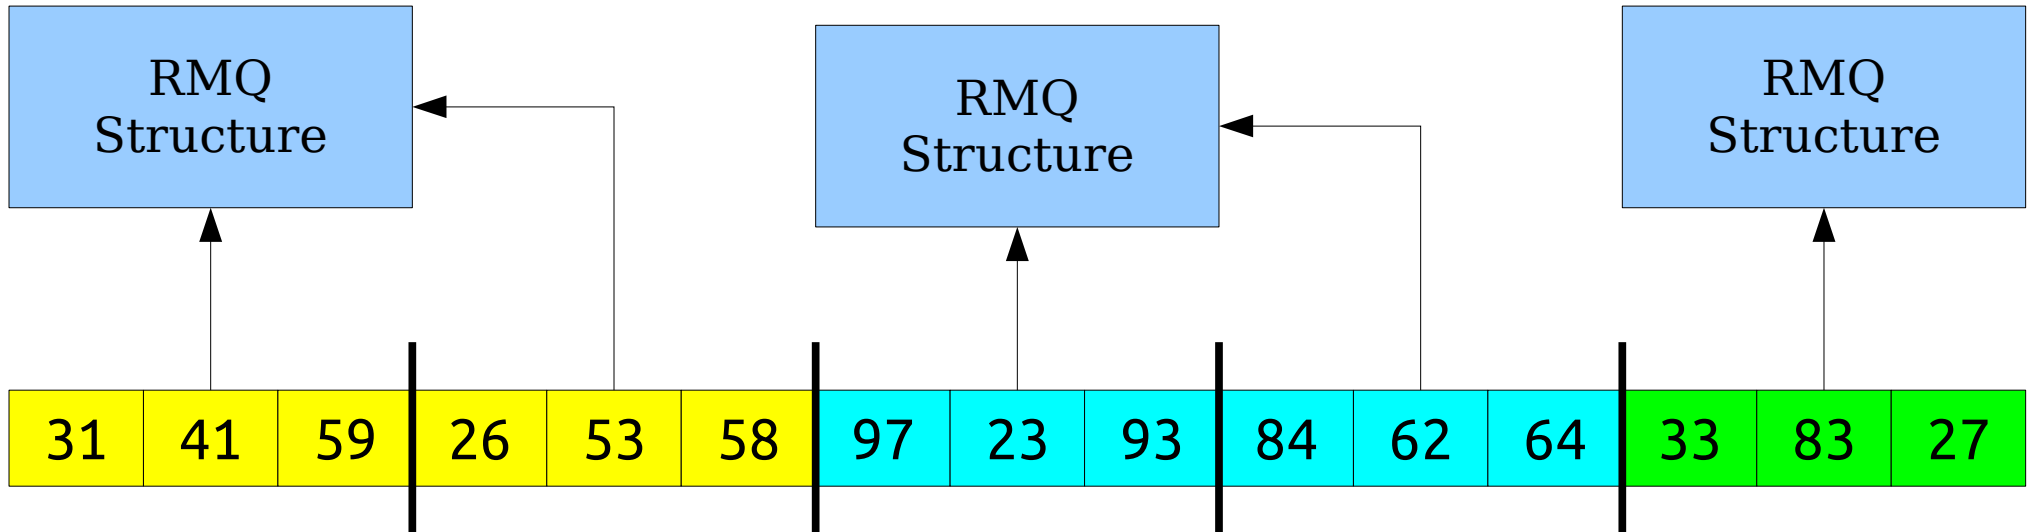 RMQ
Structure
RMQ
Structure
RMQ
Structure
31 41 59 26 53 58 97 23 93 84 62 64 33 83 27